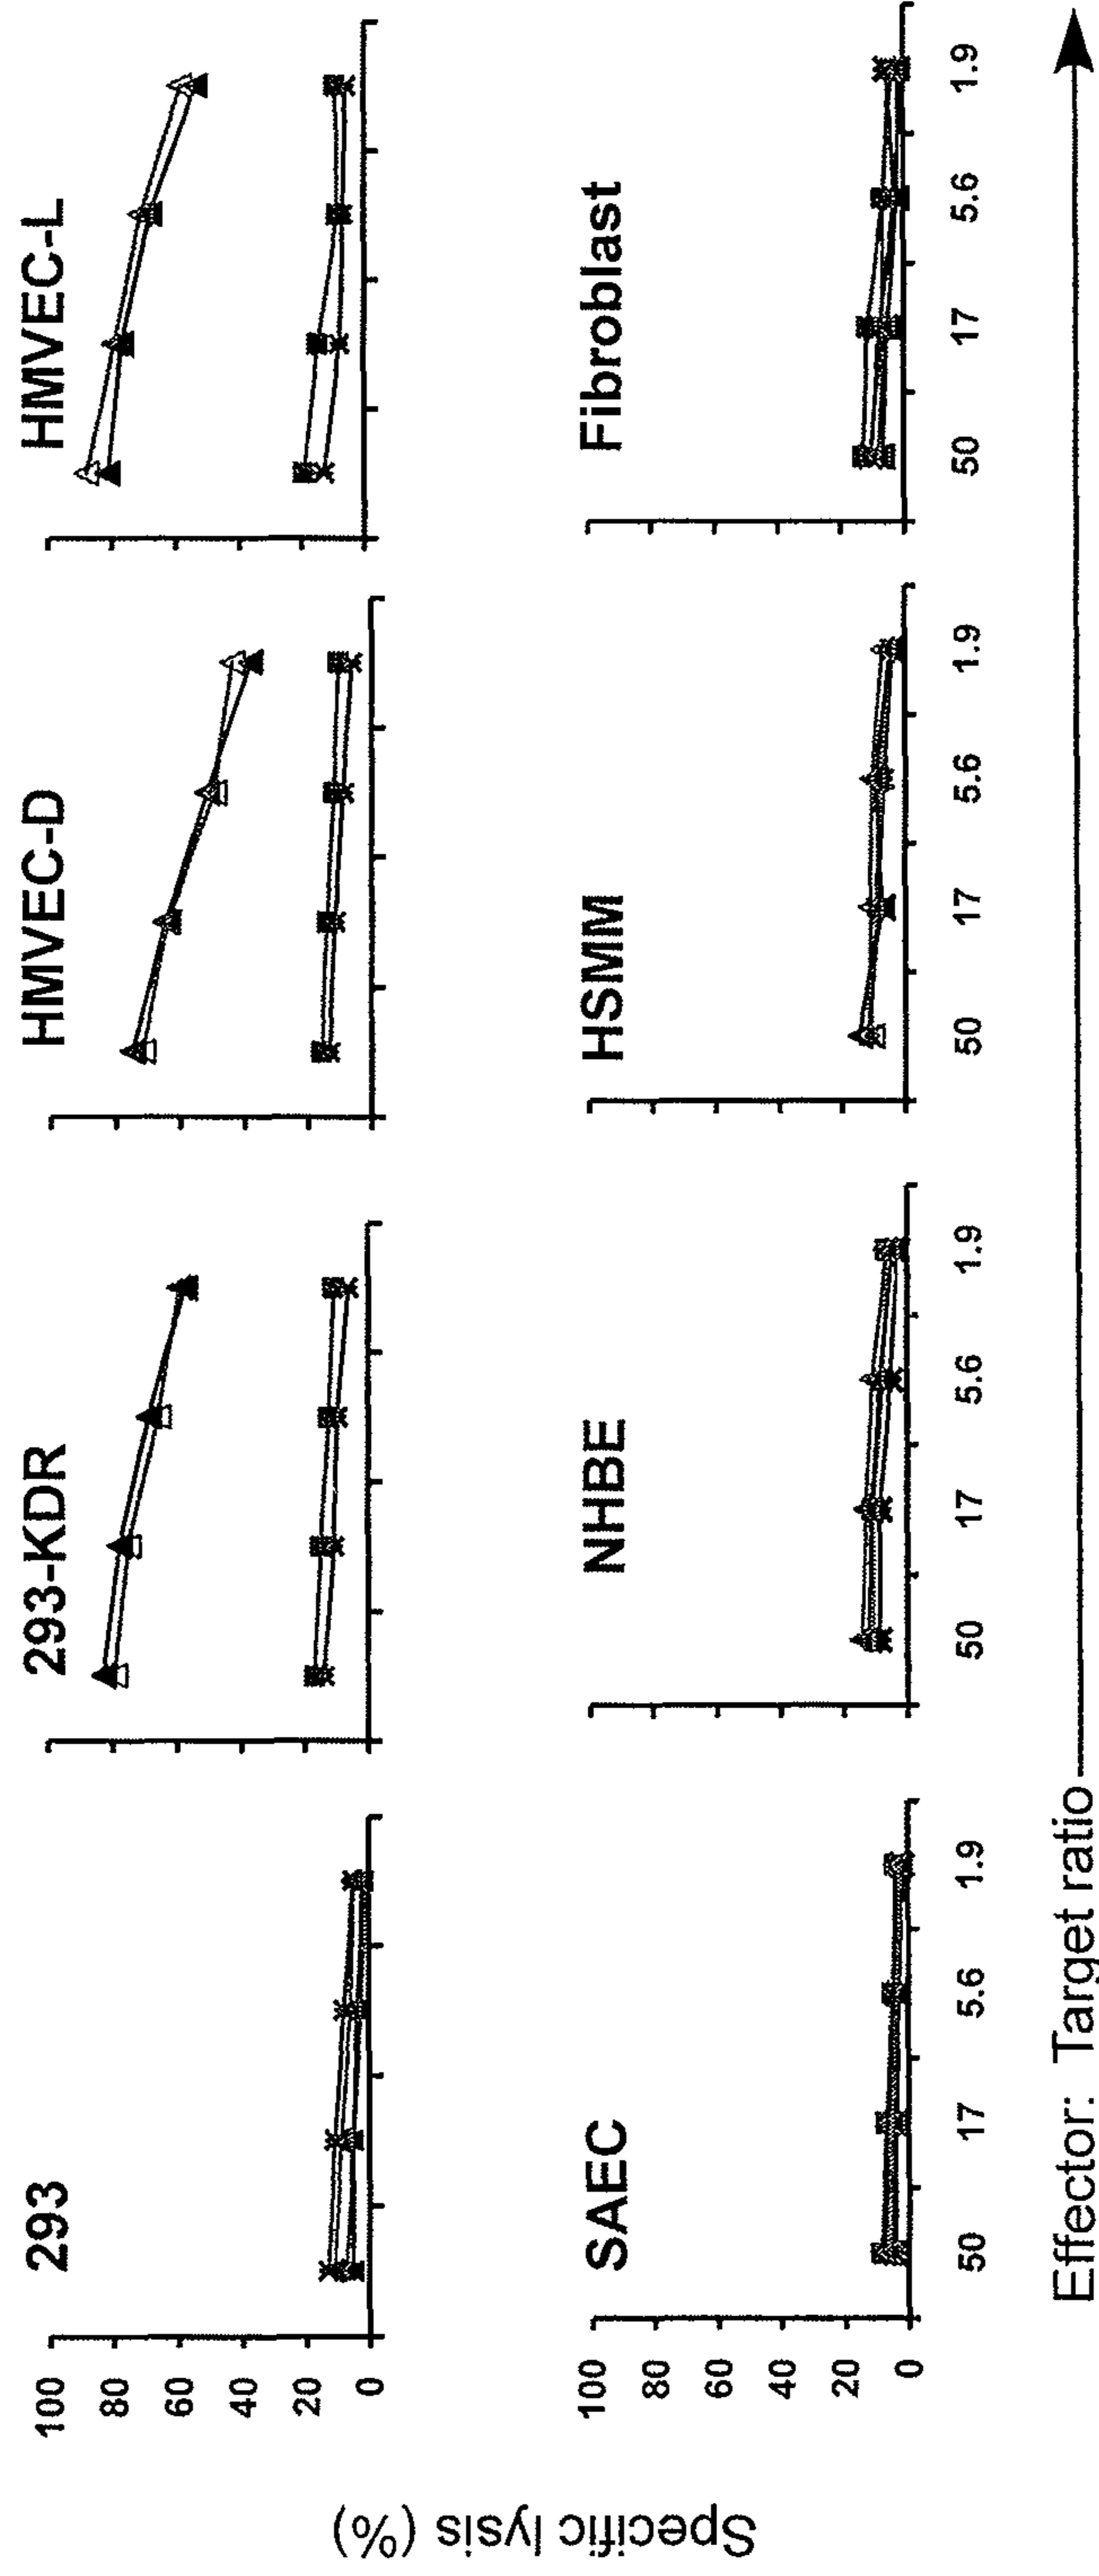 293
293-KDR
HMVEC-D
HMVEC-L
100
80
60
40
20
0
Specific lysis (%)
SAEC
NHBE
HSMM
Fibroblast
100
80
60
40
20
0
50 17 5.6 1.9
50 17 5.6 1.9
50 17 5.6 1.9
50 17 5.6 1.9
Effector: Target ratio